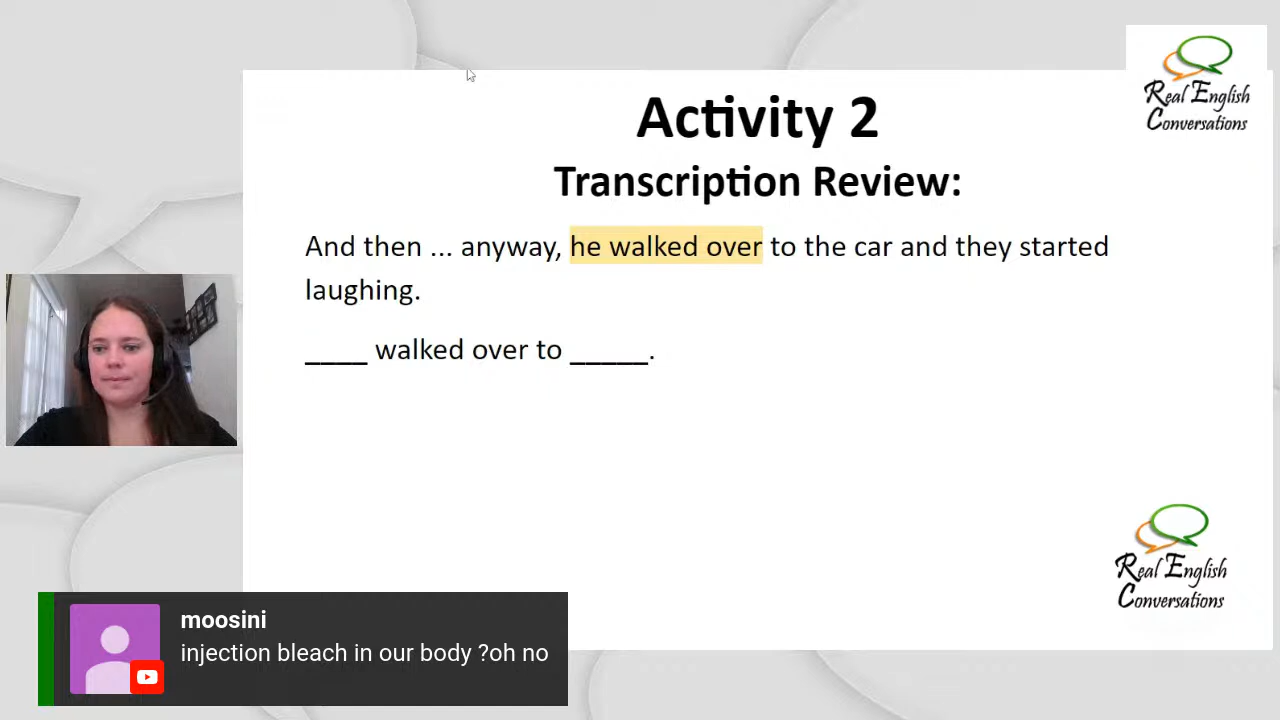 Activity 2
Transcription Review:
And then ... anyway, he walked over to the car and they started
laughing.
____ walked over to _____.
Real English
Conversations
Real English
Conversations
moosini
injection bleach in our body ?oh no